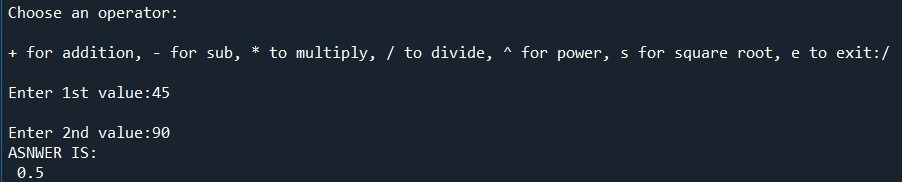 Choose an operator:
+ for addition, - for sub, * to multiply, / to divide, ^ for power, s for square root, e to exit:/
Enter 1st value:45
Enter 2nd value:90
ASNWER IS:
0.5